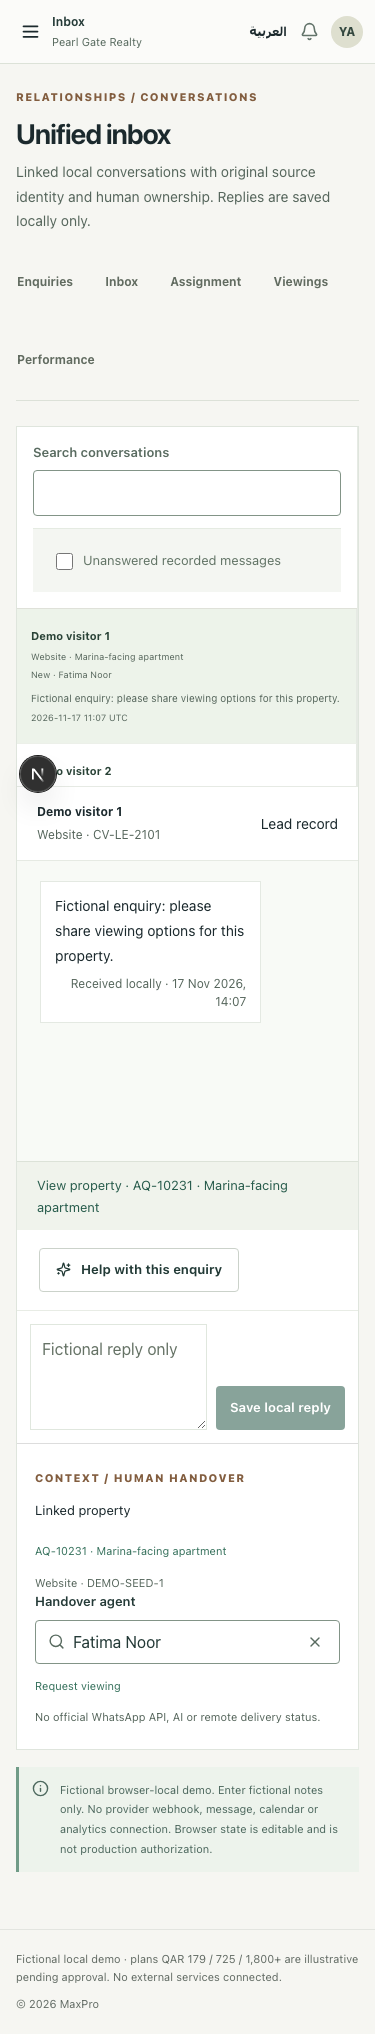 Inbox
Pearl Gate Realty
العربية
YA
RELATIONSHIPS / CONVERSATIONS
Unified inbox
Linked local conversations with original source
identity and human ownership. Replies are saved
locally only.
Enquiries Inbox Assignment Viewings
Performance
Search conversations
Unanswered recorded messages
Demo visitor 1
Website · Marina-facing apartment
New · Fatima Noor
Fictional enquiry: please share viewing options for this property.
2026-11-17 11:07 UTC
N
visitor 2
Demo visitor 1
Website · CV-LE-2101
Lead record
Fictional enquiry: please
share viewing options for this
property.
Received locally · 17 Nov 2026,
14:07
View property · AQ-10231 · Marina-facing
apartment
Help with this enquiry
Fictional reply only
Save local reply
CONTEXT / HUMAN HANDOVER
Linked property
AQ-10231 · Marina-facing apartment
Website · DEMO-SEED-1
Handover agent
Fatima Noor
Request viewing
No official WhatsApp API, AI or remote delivery status.
Fictional browser-local demo. Enter fictional notes
only. No provider webhook, message, calendar or
analytics connection. Browser state is editable and is
not production authorization.
Fictional local demo · plans QAR 179 / 725 / 1,800+ are illustrative
pending approval. No external services connected.
© 2026 MaxPro